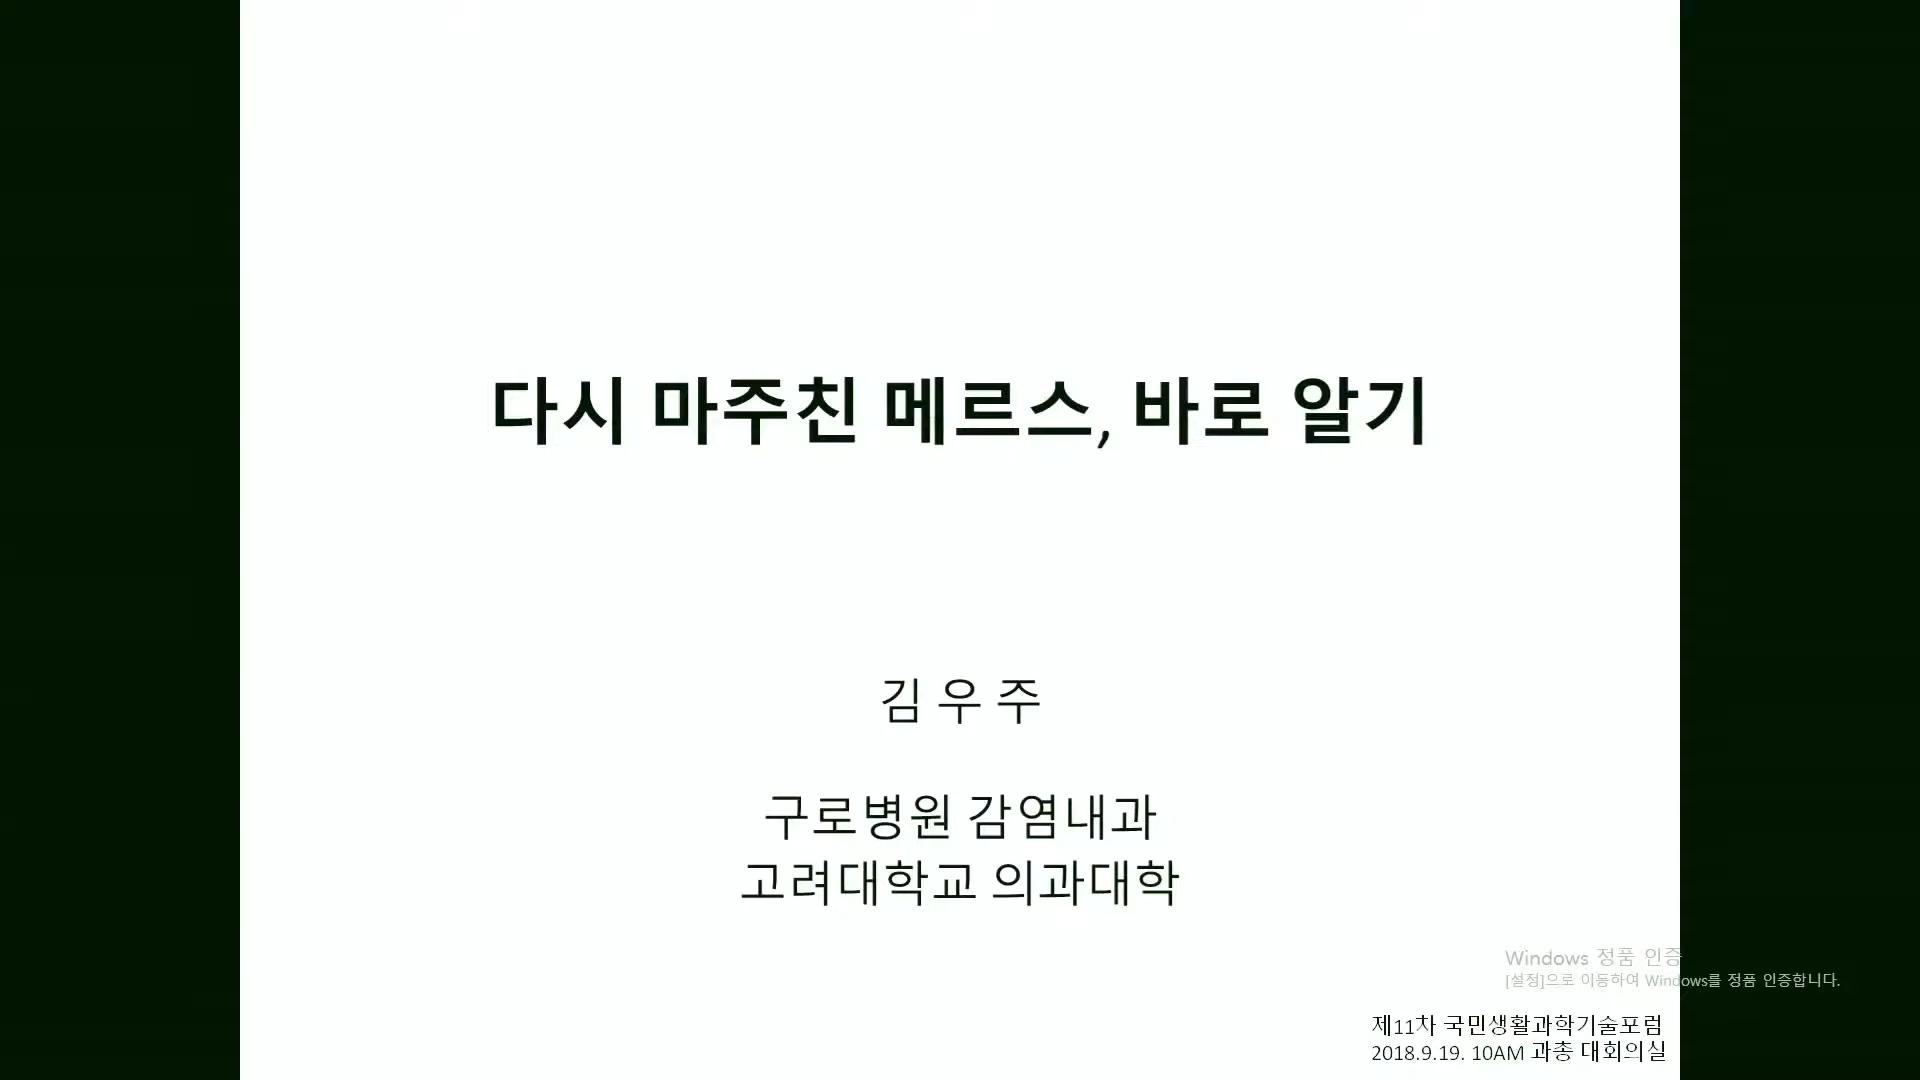 다시 마주친 메르스, 바로 알기
김 우 주
구로병원 감염내과
고려대학교 의과대학
Windows 정품 인증
[설정]으로 이동하여 Windows를 정품 인증합니다.
제11차 국민생활과학기술포럼
2018.9.19. 10AM 과총 대회의실